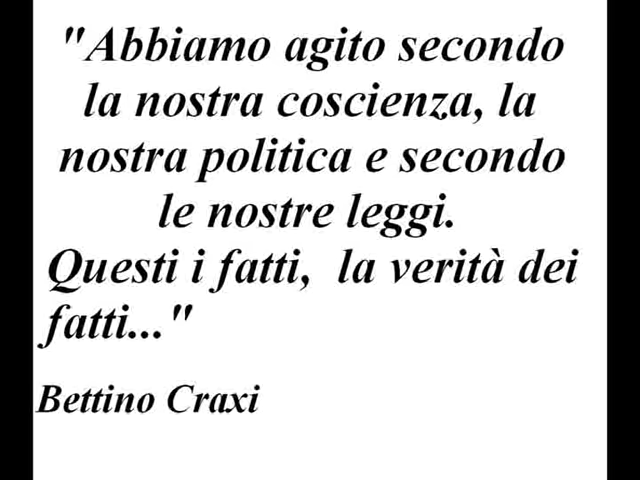 "Abbiamo agito secondo
la nostra coscienza, la
nostra politica e secondo
le nostre leggi.
Questi i fatti,  la verità dei
fatti..."
Bettino Craxi